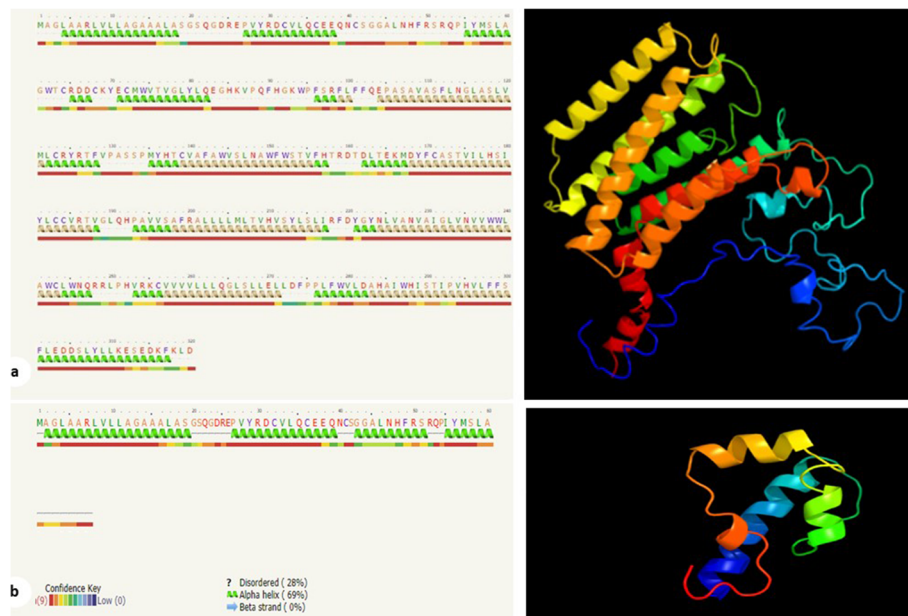 MAGLAARLVLLAGAAALASGSQGDREPVYRDCVLQCEEQNCSGGALNHFRSRQPIYMSLA
GWTCRDDCKYECMWVTVGLYLQEGHKVPQFHGKWPFSRFLFFQEPASAVASFLNGLASLV
MLCRYRTFVPASSPMYHTCVAFAWVSLNAWFWSTVFHTRDTDLTEKMDYFCASTVILHSI
YLCCVRTVGLQHPAVVSAFRALLLLMLTVHVSYLSLIRFDYGYNLVANVAIGLVNVVWWL
AWCLWNQRRLPHVRKCVVVVLLLQGLSLLELLDFPPLFWVLDAHAIWHISTIPVHVLFFS
FLEDDSLYLLKESEDKFKLD
a
MAGLAARLVLLAGAAALASGSQGDREPVYRDCVLQCEEQNCSGGALNHFRSRQPIYMSLA
b
Confidence Key
(9) Low (0)
? Disordered ( 28%)
Alpha helix ( 69%)
Beta strand ( 0%)